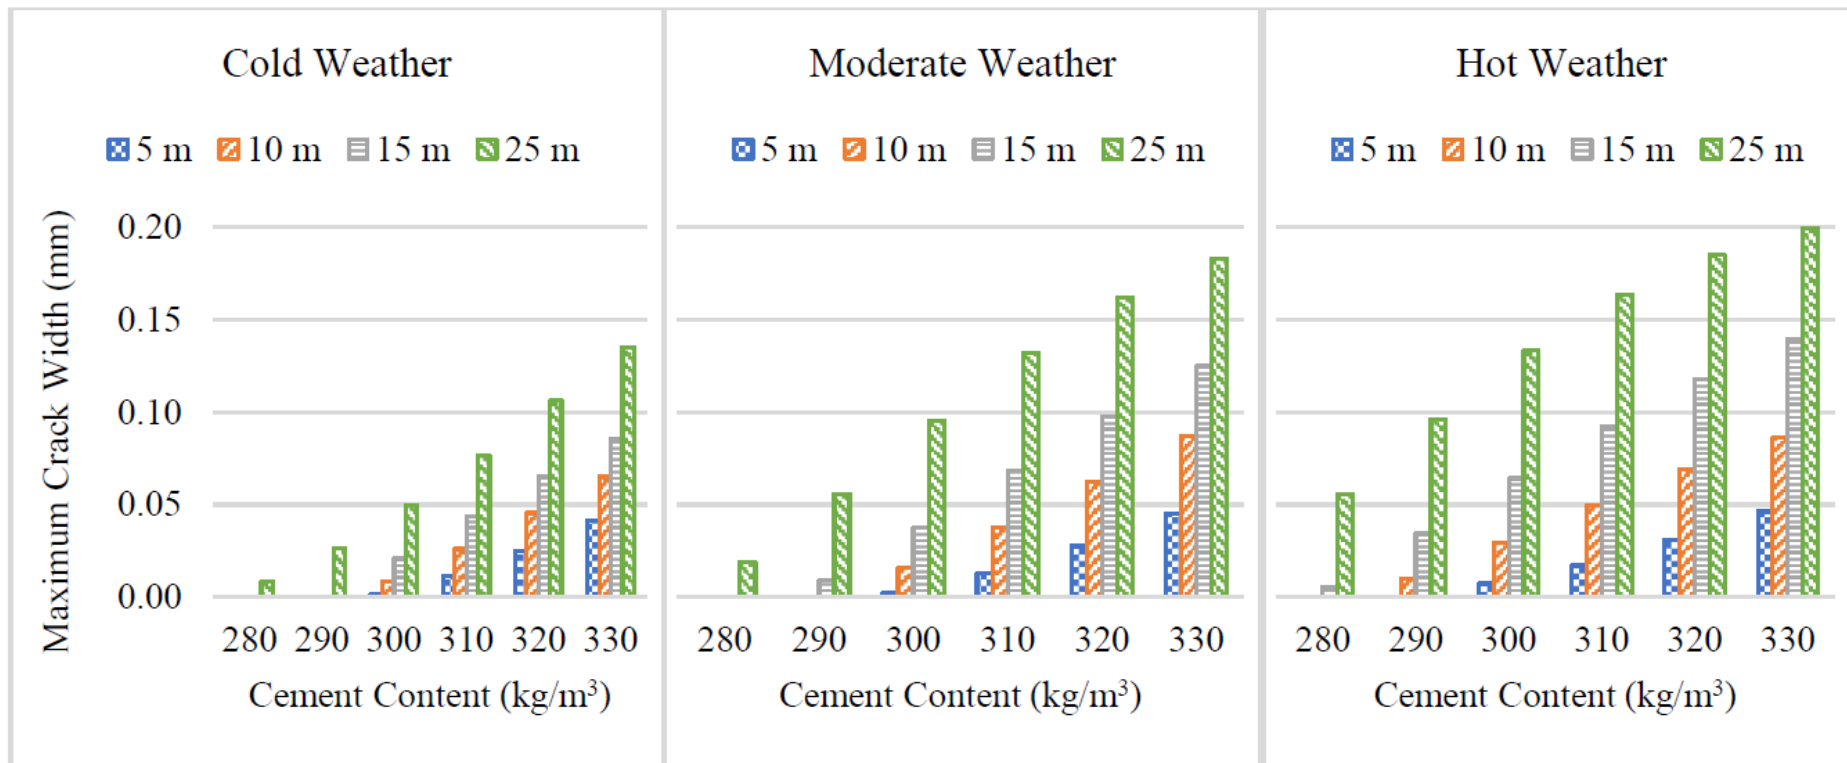 Cold Weather
5 m 10 m 15 m 25 m
Maximum Crack Width (mm)
0.20
0.15
0.10
0.05
0.00
280 290 300 310 320 330
Cement Content (kg/m³)
Moderate Weather
5 m 10 m 15 m 25 m
280 290 300 310 320 330
Cement Content (kg/m³)
Hot Weather
5 m 10 m 15 m 25 m
280 290 300 310 320 330
Cement Content (kg/m³)